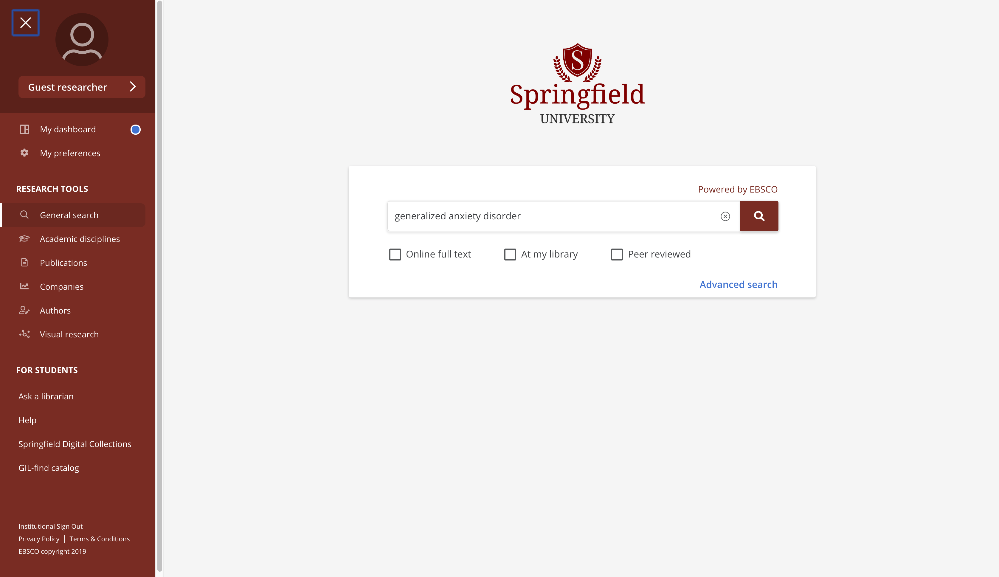 Guest researcher
My dashboard
My preferences
RESEARCH TOOLS
General search
Academic disciplines
Publications
Companies
Authors
Visual research
FOR STUDENTS
Ask a librarian
Help
Springfield Digital Collections
GIL-find catalog
Institutional Sign Out
Privacy Policy | Terms & Conditions
EBSCO copyright 2019
S
Springfield
UNIVERSITY
Powered by EBSCO
generalized anxiety disorder
Online full text At my library Peer reviewed
Advanced search